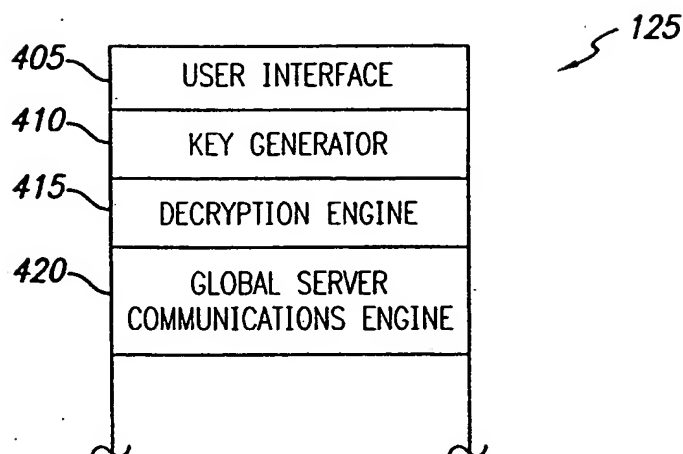 125
405 USER INTERFACE
410 KEY GENERATOR
415 DECRYPTION ENGINE
420 GLOBAL SERVER
COMMUNICATIONS ENGINE